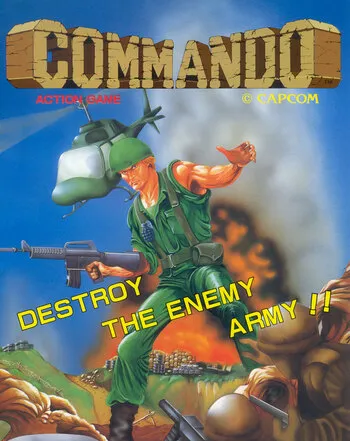 COMMANDO
ACTION GAME
© CAPCOM
DESTROY
THE ENEMY
ARMY !!